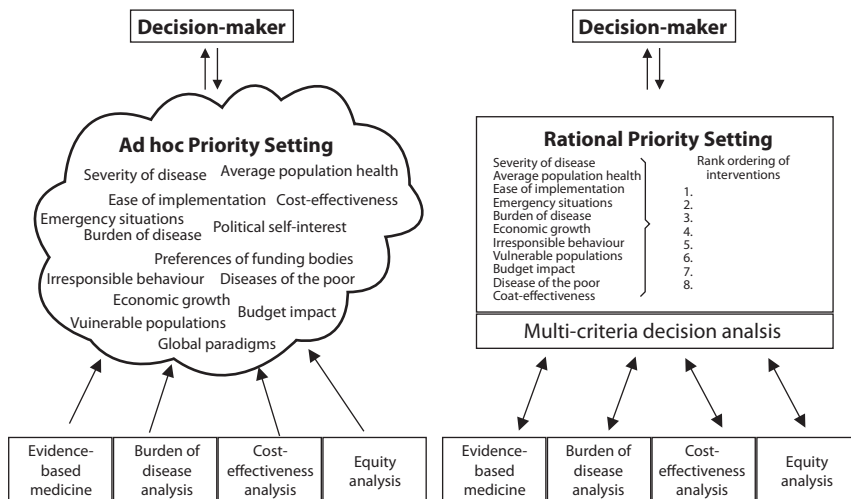 Decision-maker
Ad hoc Priority Setting
Severity of disease
Average population health
Ease of implementation
Cost-effectiveness
Emergency situations
Political self-interest
Burden of disease
Preferences of funding bodies
Irresponsible behaviour
Diseases of the poor
Economic growth
Budget impact
Vuinerable populations
Global paradigms
Evidence-
based
medicine
Burden of
disease
analysis
Cost-
effectiveness
analysis
Equity
analysis
Decision-maker
Rational Priority Setting
Severity of disease
Average population health
Ease of implementation
Emergency situations
Burden of disease
Economic growth
Irresponsible behaviour
Vulnerable populations
Budget impact
Disease of the poor
Coat-effectiveness
Rank ordering of
interventions
1.
2.
3.
4.
5.
6.
7.
8.
Multi-criteria decision analsis
Evidence-
based
medicine
Burden of
disease
analysis
Cost-
effectiveness
analysis
Equity
analysis